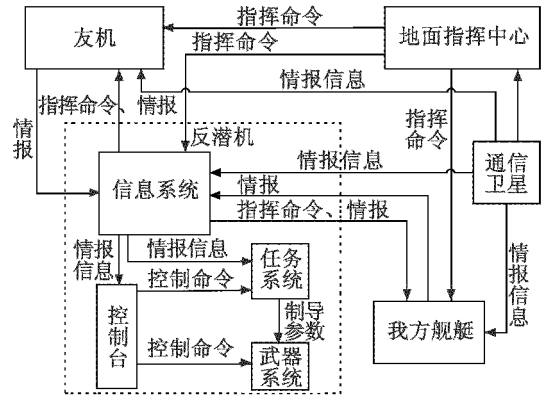 指挥命令
友机
地面指挥中心
指挥命令
情报信息
指挥命令、情报
情报
指挥
命令
反潜机
通信
卫星
情报信息
信息系统
情报
指挥命令、情报
情报
信息
情报信息
任务
系统
情报信息
控制命令
控制台
制导
参数
我方舰艇
控制命令
武器
系统